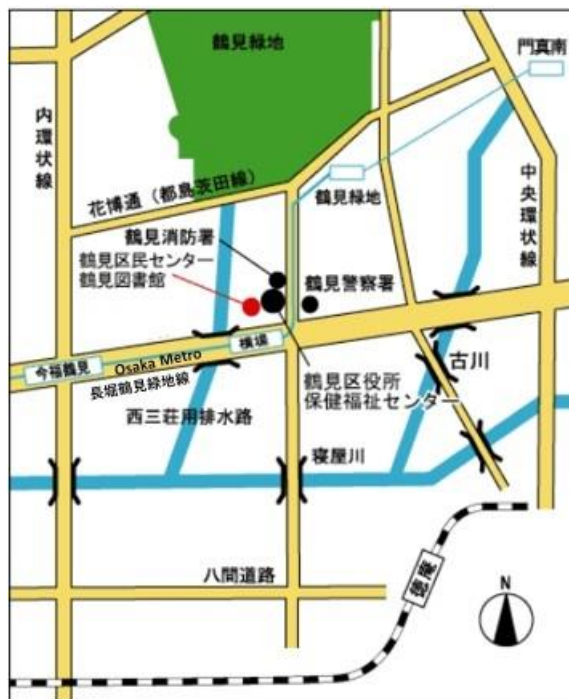 鶴見緑地
門真南
内環状線
花博通(都島茨田線)
鶴見緑地
中央環状線
鶴見消防署
鶴見区民センター
鶴見図書館
鶴見警察署
横堤
今福鶴見
Osaka Metro
長堀鶴見緑地線
鶴見区役所
保健福祉センター
古川
西三荘用排水路
寝屋川
八間道路
徳庵
N